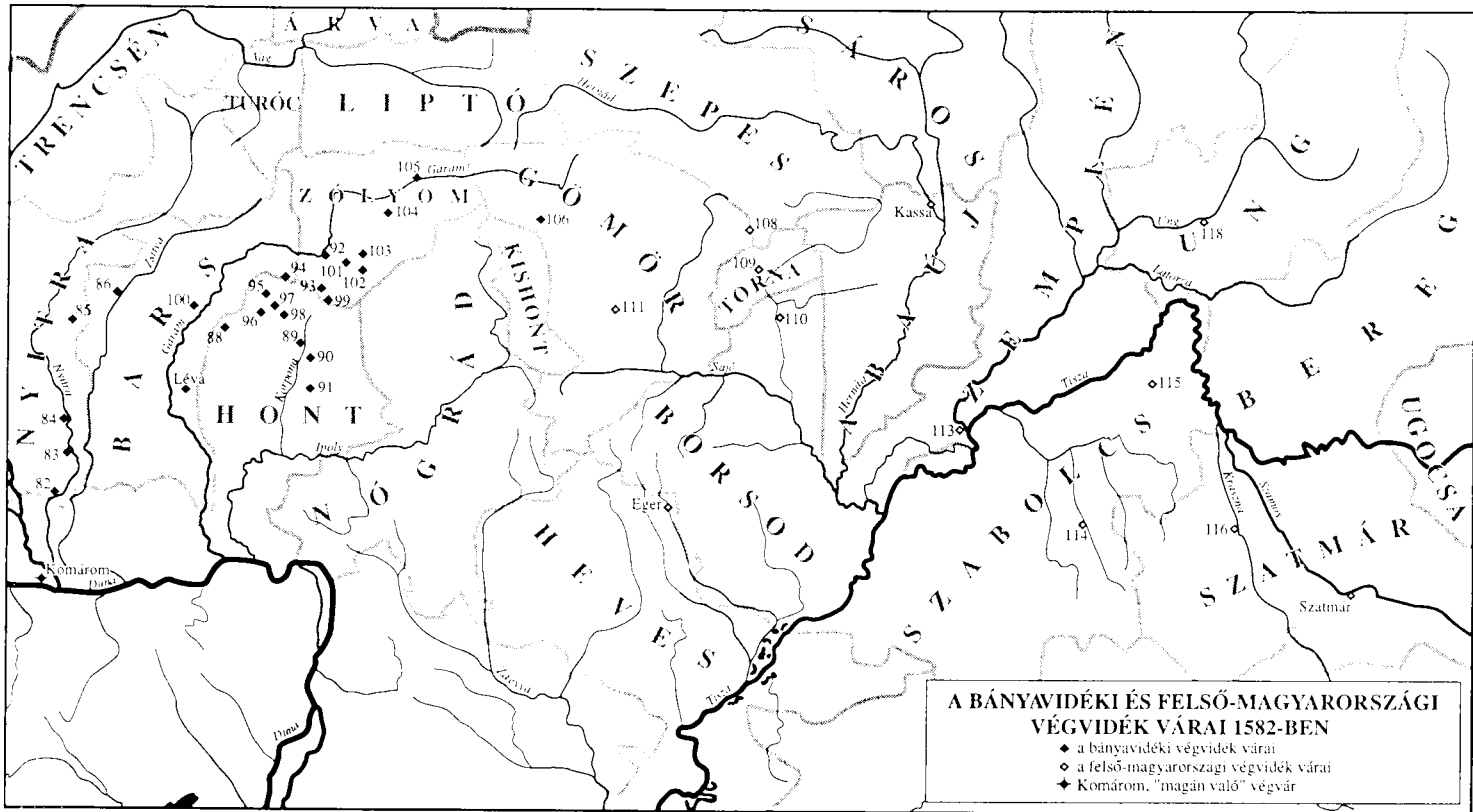 ÁRVA
TRENCSÉN
Vág
TURÓC
LIPTÓ
SZEPES
Hernád
SÁROS
ZEMPLÉN
UNG
Ung
118
BEREG
Latorca
UGOCSA
105
Garam
ZÓLYOM
104
GÖMÖR
106
KISHONT
108
109
TORNA
110
111
Kassa
ABAÚJ
Hernád
NYITRA
Nyitra
Zsitva
85
86
BARS
100
Garam
88
92
94
93
95
97
96
98
99
101
103
102
89
90
91
Korpona
Léva
HONT
Ipoly
84
83
82
Komárom
Duna
NÓGRÁD
Sajó
BORSOD
Eger
HEVES
Zagyva
Tisza
Duna
113
Tisza
115
SZABOLCS
114
Kraszna
Szamos
116
SZATMÁR
Szatmár
A BÁNYAVIDÉKI ÉS FELSŐ-MAGYARORSZÁGI
VÉGVIDÉK VÁRAI 1582-BEN
a bányavidéki végvidék várai
a felső-magyarországi végvidék várai
Komárom, "magán való" végvár